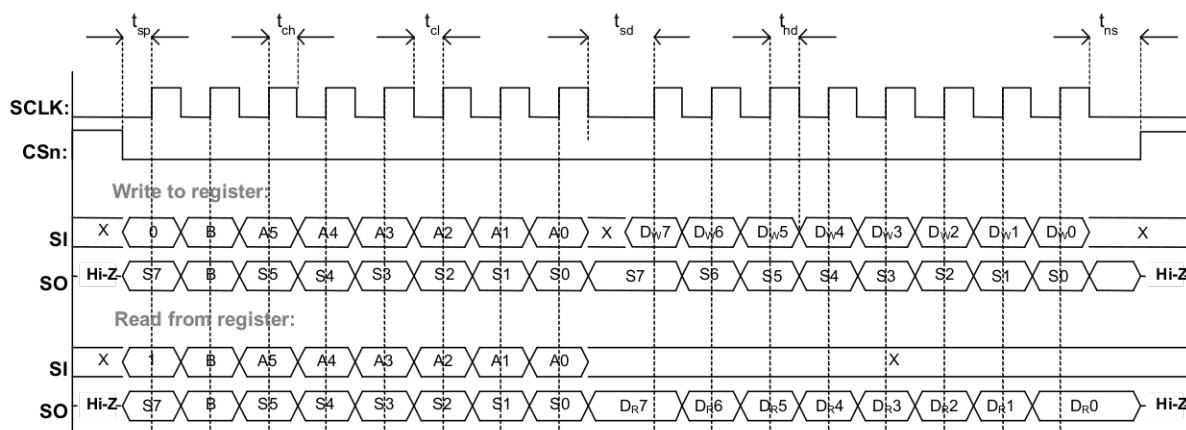 tsp tch tcl tsd thd tns
SCLK:
CSn:
Write to register:
SI X 0 B A5 A4 A3 A2 A1 A0 X DW7 DW6 DW5 DW4 DW3 DW2 DW1 DW0 X
SO Hi-Z S7 B S5 S4 S3 S2 S1 S0 S7 S6 S5 S4 S3 S2 S1 S0 Hi-Z
Read from register:
SI X 1 B A5 A4 A3 A2 A1 A0 X
SO Hi-Z S7 B S5 S4 S3 S2 S1 S0 DR7 DR6 DR5 DR4 DR3 DR2 DR1 DR0 Hi-Z